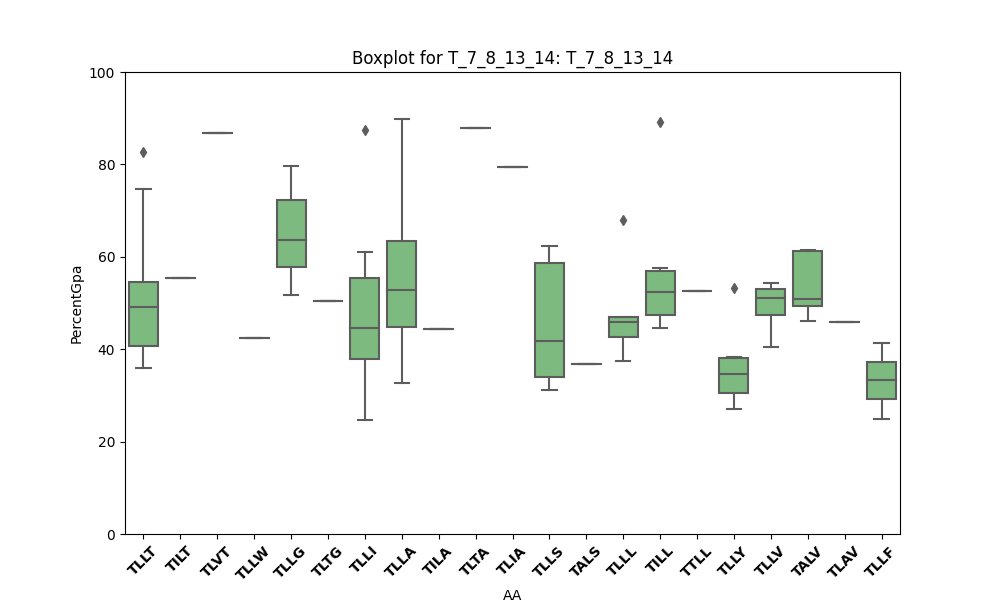 Boxplot for T_7_8_13_14: T_7_8_13_14
100
80
60
40
20
0
PercentGpa
TLLT TILT TLVT TLLW TLLG TLTG TLLI TLLA TILA TLTA TLIA TLLS TALS TLLL TILL TTLL TLLY TLLV TALV TLAV TLLF
AA